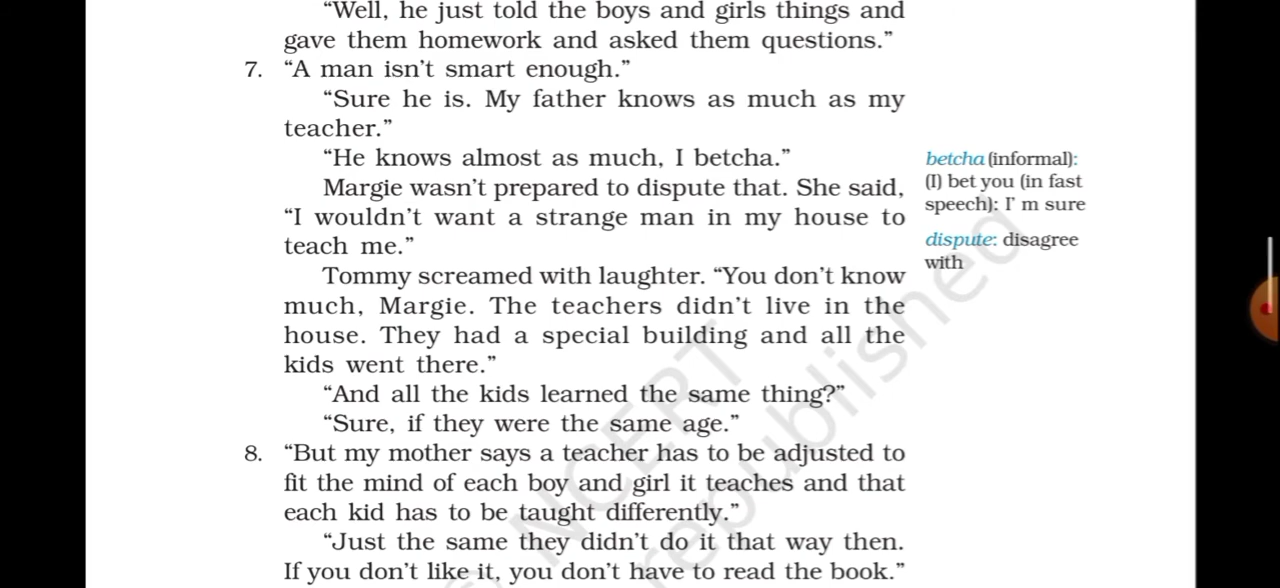 “Well, he just told the boys and girls things and
gave them homework and asked them questions.”
7. “A man isn’t smart enough.”
“Sure he is. My father knows as much as my
teacher.”
“He knows almost as much, I betcha.”
Margie wasn’t prepared to dispute that. She said,
“I wouldn’t want a strange man in my house to
teach me.”
Tommy screamed with laughter. “You don’t know
much, Margie. The teachers didn’t live in the
house. They had a special building and all the
kids went there.”
“And all the kids learned the same thing?”
“Sure, if they were the same age.”
8. “But my mother says a teacher has to be adjusted to
fit the mind of each boy and girl it teaches and that
each kid has to be taught differently.”
“Just the same they didn’t do it that way then.
If you don’t like it, you don’t have to read the book.”
betcha (informal):
(I) bet you (in fast
speech): I’ m sure
dispute: disagree
with
© NCERT
republished